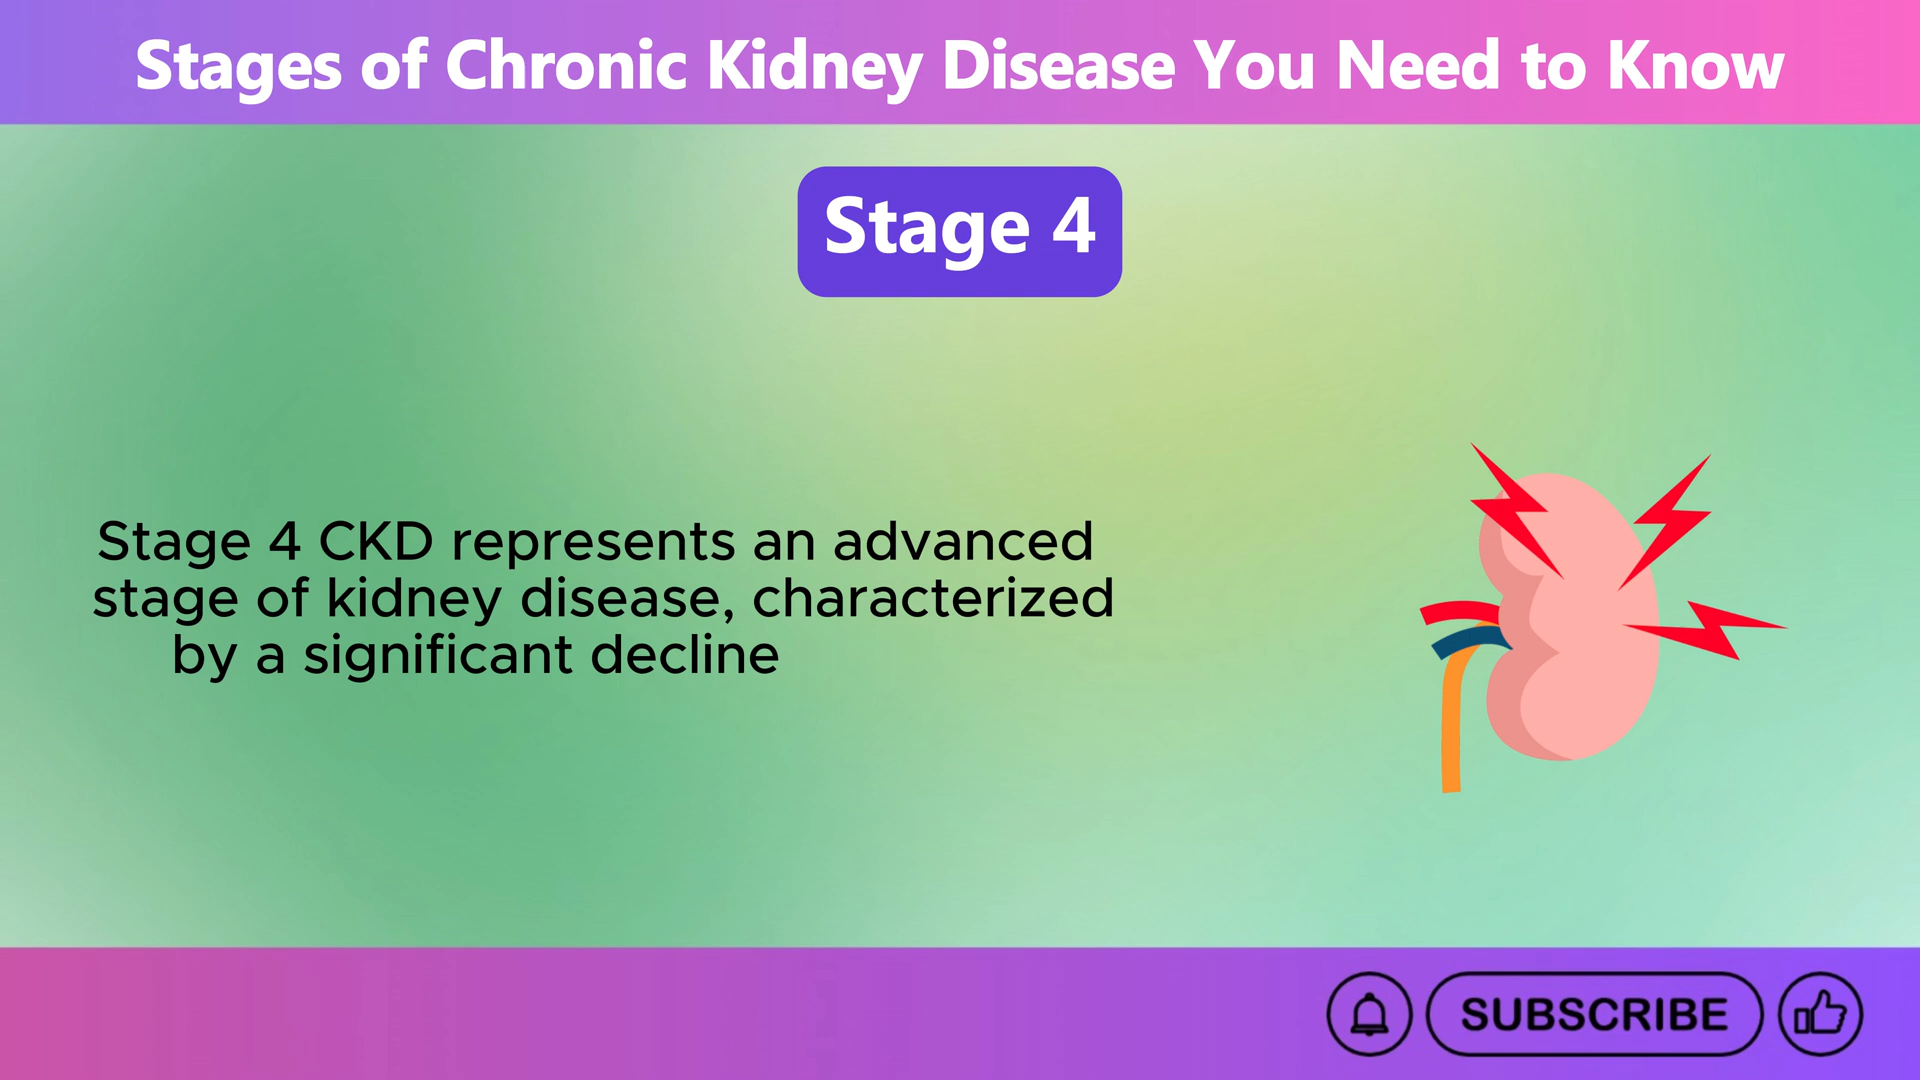 Stages of Chronic Kidney Disease You Need to Know
Stage 4
Stage 4 CKD represents an advanced
stage of kidney disease, characterized
by a significant decline
SUBSCRIBE